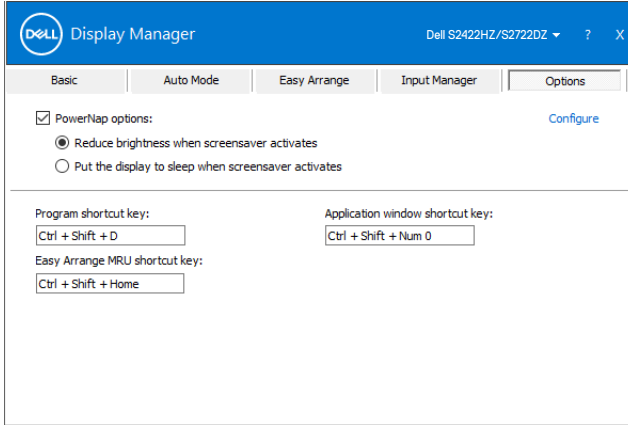 DELL Display Manager
Dell S2422HZ/S2722DZ ? X
Basic Auto Mode Easy Arrange Input Manager Options
PowerNap options: Configure
Reduce brightness when screensaver activates
Put the display to sleep when screensaver activates
Program shortcut key: Application window shortcut key:
Ctrl + Shift + D Ctrl + Shift + Num 0
Easy Arrange MRU shortcut key:
Ctrl + Shift + Home